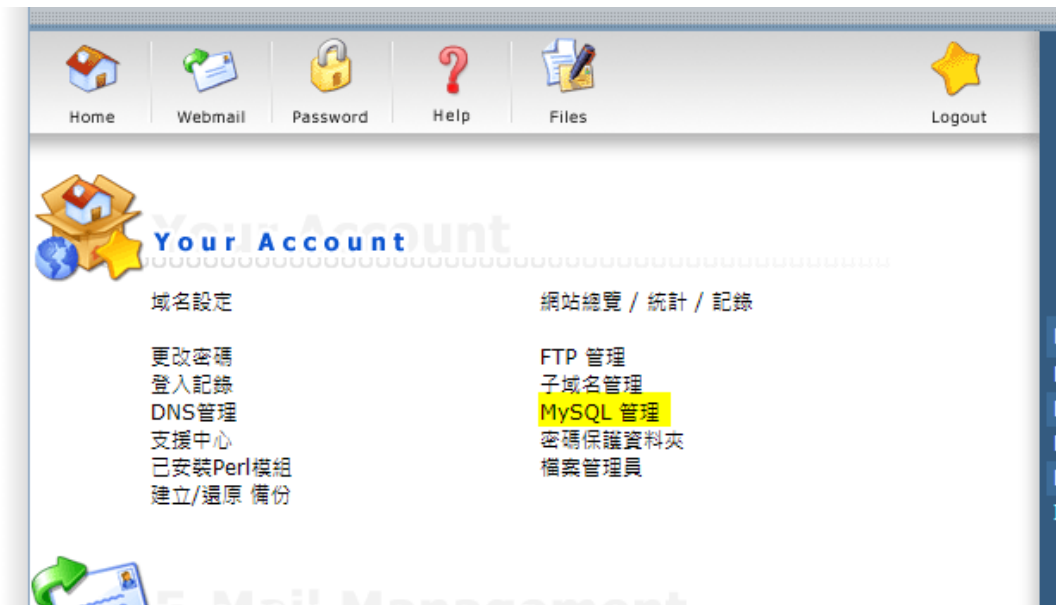 Home Webmail Password Help Files Logout
Your Account
域名設定 網站總覽 / 統計 / 記錄
更改密碼 FTP 管理
登入記錄 子域名管理
DNS管理 MySQL 管理
支援中心 密碼保護資料夾
已安裝Perl模組 檔案管理員
建立/還原 備份
E-Mail Management